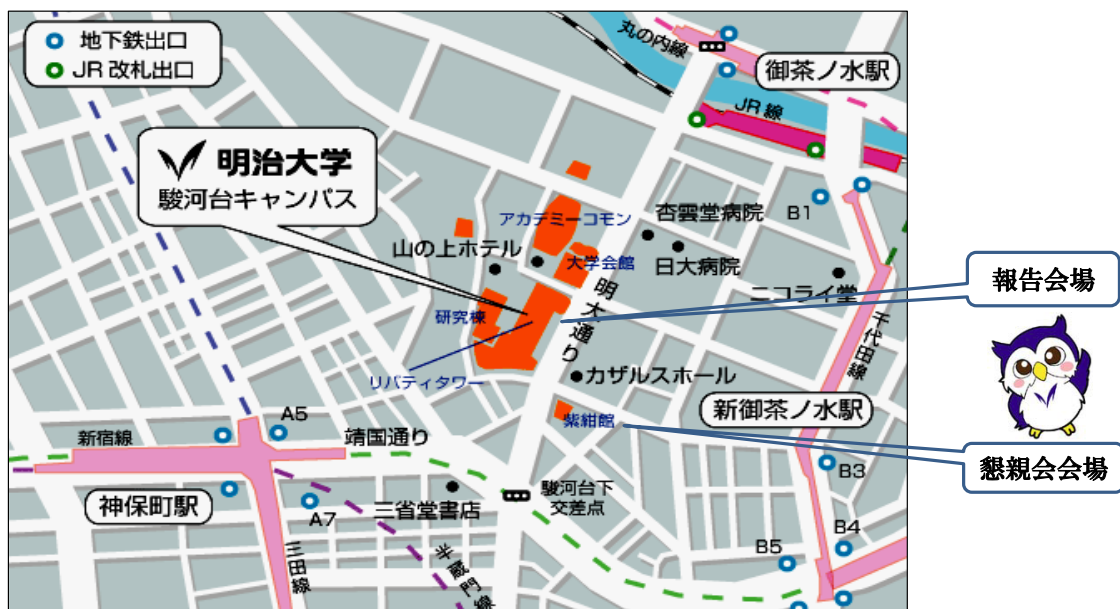 地下鉄出口
JR改札出口
丸の内線
御茶ノ水駅
JR線
明治大学
駿河台キャンパス
アカデミーコモン
杏雲堂病院
B1
山の上ホテル
大学会館
日大病院
報告会場
ニコライ堂
明大通り
研究棟
千代田線
リバティタワー
カザルスホール
新御茶ノ水駅
紫紺館
A5
新宿線
靖国通り
懇親会会場
B3
神保町駅
A7
三省堂書店
駿河台下
交差点
B4
B5
三田線
半蔵門線